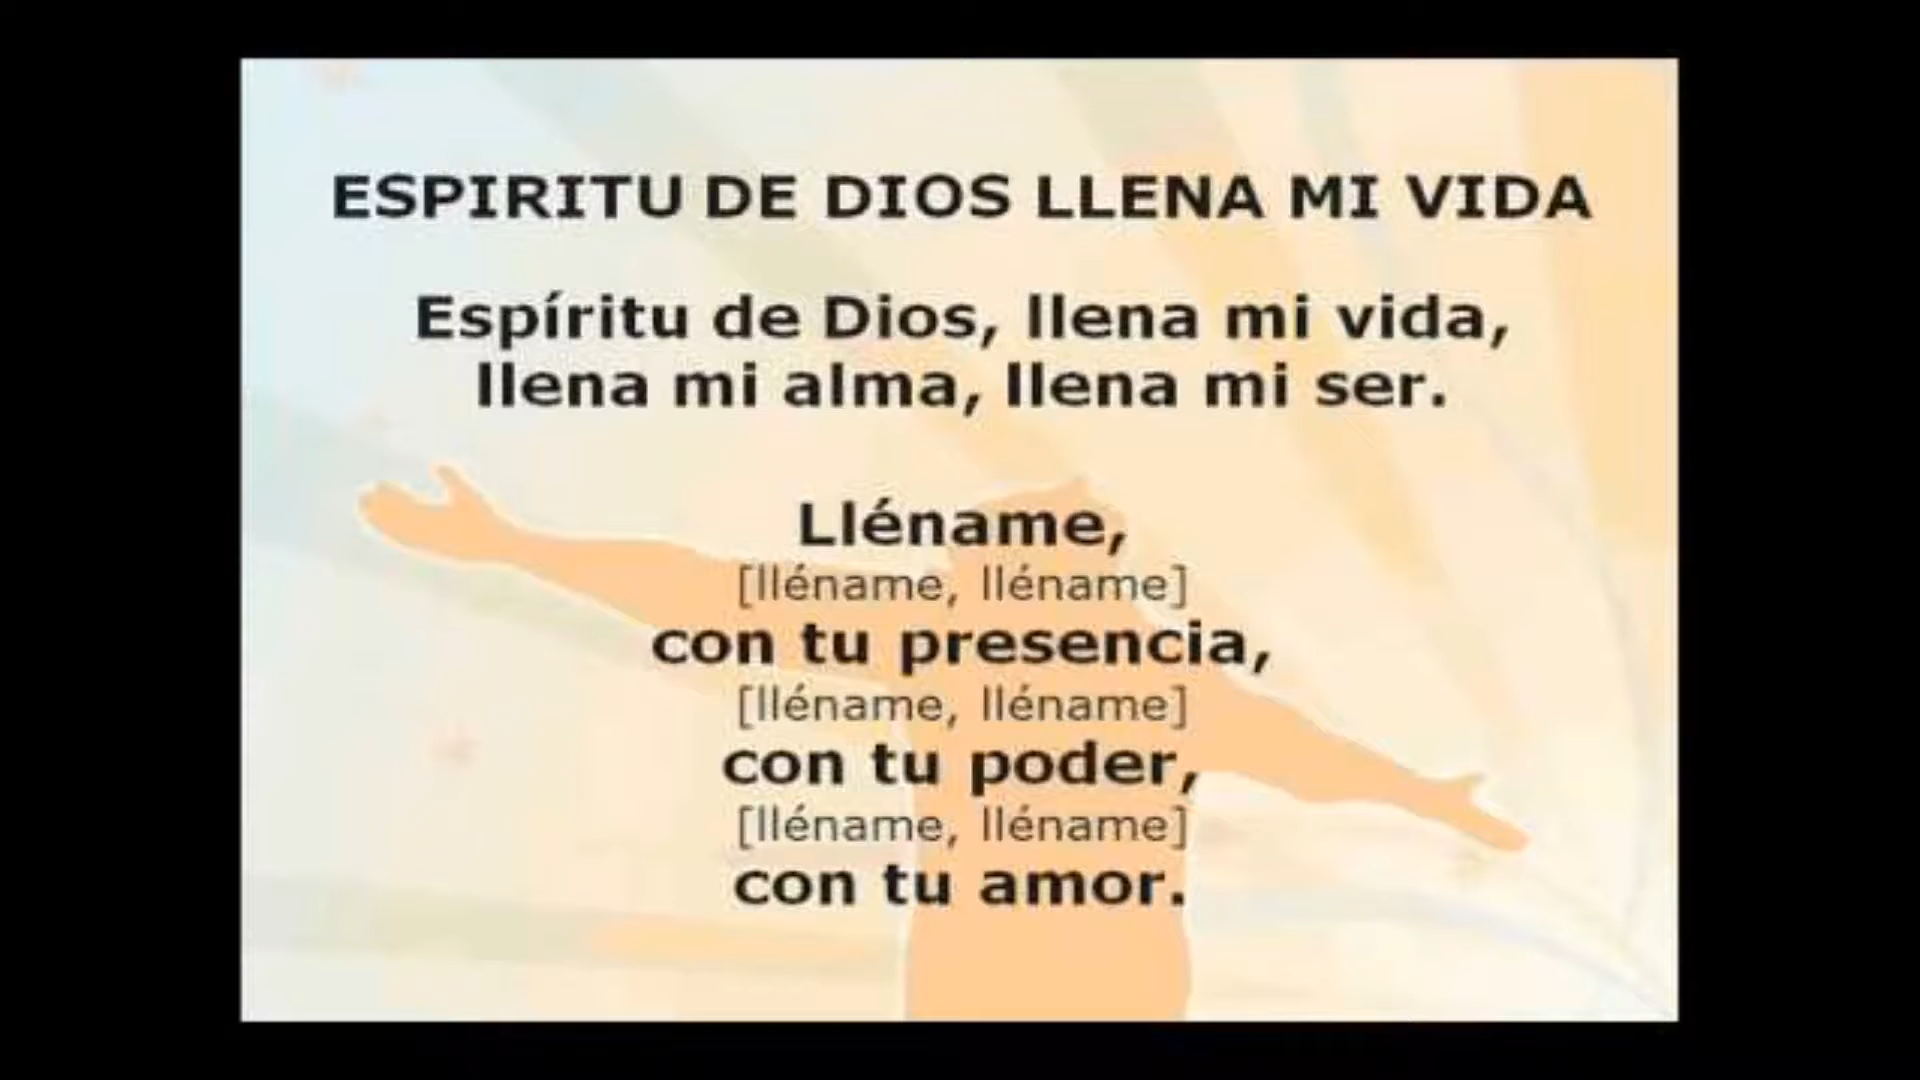 ESPIRITU DE DIOS LLENA MI VIDA
Espíritu de Dios, llena mi vida,
llena mi alma, llena mi ser.
Lléname,
[lléname, lléname]
con tu presencia,
[lléname, lléname]
con tu poder,
[lléname, lléname]
con tu amor.